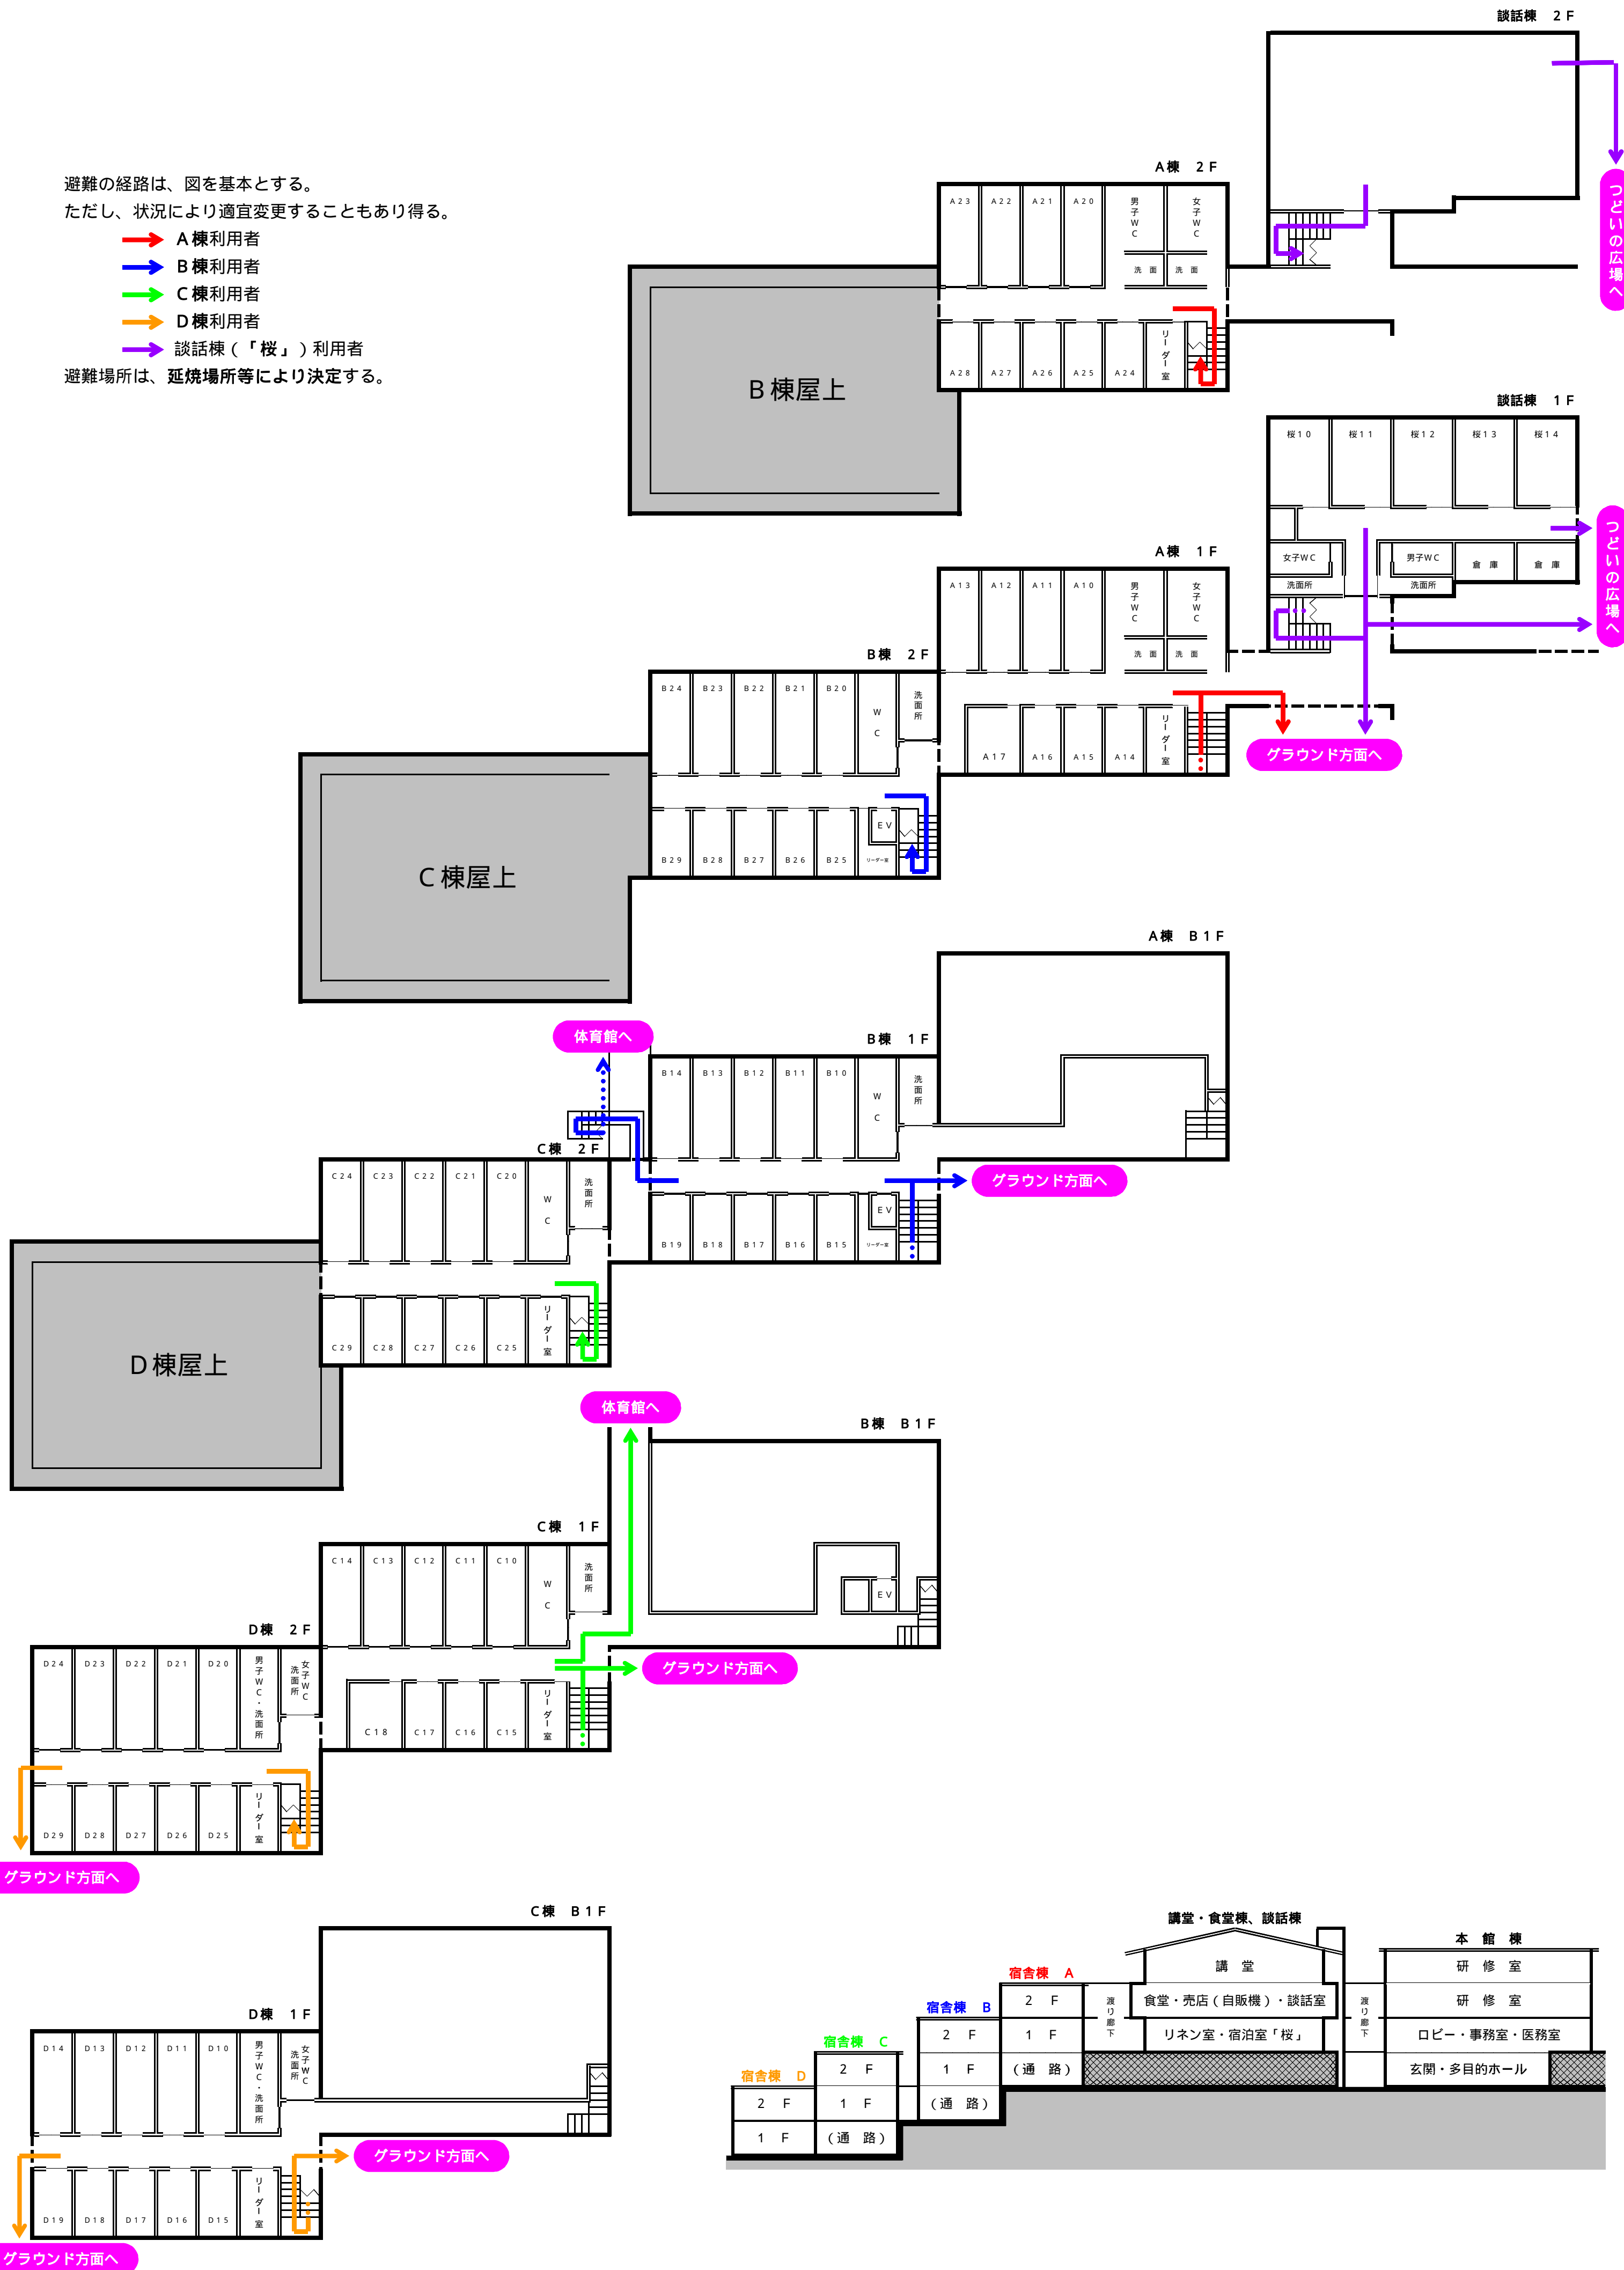 談話棟　２Ｆ
つどいの広場へ
避難の経路は、図を基本とする。
ただし、状況により適宜変更することもあり得る。
Ａ棟利用者
Ｂ棟利用者
Ｃ棟利用者
Ｄ棟利用者
談話棟（「桜」）利用者
避難場所は、延焼場所等により決定する。
Ａ棟　２Ｆ
Ａ２３　Ａ２２　Ａ２１　Ａ２０　男子ＷＣ　女子ＷＣ
洗　面　洗　面
Ａ２８　Ａ２７　Ａ２６　Ａ２５　Ａ２４　リーダー室
Ｂ棟屋上
談話棟　１Ｆ
桜１０　桜１１　桜１２　桜１３　桜１４
女子ＷＣ　男子ＷＣ　倉　庫　倉　庫
洗面所　洗面所
つどいの広場へ
Ａ棟　１Ｆ
Ａ１３　Ａ１２　Ａ１１　Ａ１０　男子ＷＣ　女子ＷＣ
洗　面　洗　面
Ａ１７　Ａ１６　Ａ１５　Ａ１４　リーダー室
グラウンド方面へ
Ｂ棟　２Ｆ
Ｂ２４　Ｂ２３　Ｂ２２　Ｂ２１　Ｂ２０　ＷＣ　洗面所
ＥＶ
Ｂ２９　Ｂ２８　Ｂ２７　Ｂ２６　Ｂ２５　リーダー室
Ｃ棟屋上
Ａ棟　Ｂ１Ｆ
体育館へ
Ｂ棟　１Ｆ
Ｂ１４　Ｂ１３　Ｂ１２　Ｂ１１　Ｂ１０　ＷＣ　洗面所
グラウンド方面へ
ＥＶ
Ｂ１９　Ｂ１８　Ｂ１７　Ｂ１６　Ｂ１５　リーダー室
Ｃ棟　２Ｆ
Ｃ２４　Ｃ２３　Ｃ２２　Ｃ２１　Ｃ２０　ＷＣ　洗面所
Ｃ２９　Ｃ２８　Ｃ２７　Ｃ２６　Ｃ２５　リーダー室
Ｄ棟屋上
体育館へ
Ｂ棟　Ｂ１Ｆ
ＥＶ
Ｃ棟　１Ｆ
Ｃ１４　Ｃ１３　Ｃ１２　Ｃ１１　Ｃ１０　ＷＣ　洗面所
グラウンド方面へ
Ｃ１８　Ｃ１７　Ｃ１６　Ｃ１５　リーダー室
Ｄ棟　２Ｆ
Ｄ２４　Ｄ２３　Ｄ２２　Ｄ２１　Ｄ２０　男子ＷＣ・洗面所　女子ＷＣ　洗面所
Ｄ２９　Ｄ２８　Ｄ２７　Ｄ２６　Ｄ２５　リーダー室
グラウンド方面へ
Ｃ棟　Ｂ１Ｆ
Ｄ棟　１Ｆ
Ｄ１４　Ｄ１３　Ｄ１２　Ｄ１１　Ｄ１０　男子ＷＣ・洗面所　女子ＷＣ　洗面所
グラウンド方面へ
Ｄ１９　Ｄ１８　Ｄ１７　Ｄ１６　Ｄ１５　リーダー室
グラウンド方面へ
講堂・食堂棟、談話棟
本　館　棟
宿舎棟　Ａ
宿舎棟　Ｂ
宿舎棟　Ｃ
宿舎棟　Ｄ
講　堂
研　修　室
２　Ｆ　渡り廊下　食堂・売店（自販機）・談話室　渡り廊下　研　修　室
２　Ｆ　１　Ｆ　リネン室・宿泊室「桜」　ロビー・事務室・医務室
２　Ｆ　１　Ｆ　（通　路）　玄関・多目的ホール
２　Ｆ　１　Ｆ　（通　路）
１　Ｆ　（通　路）